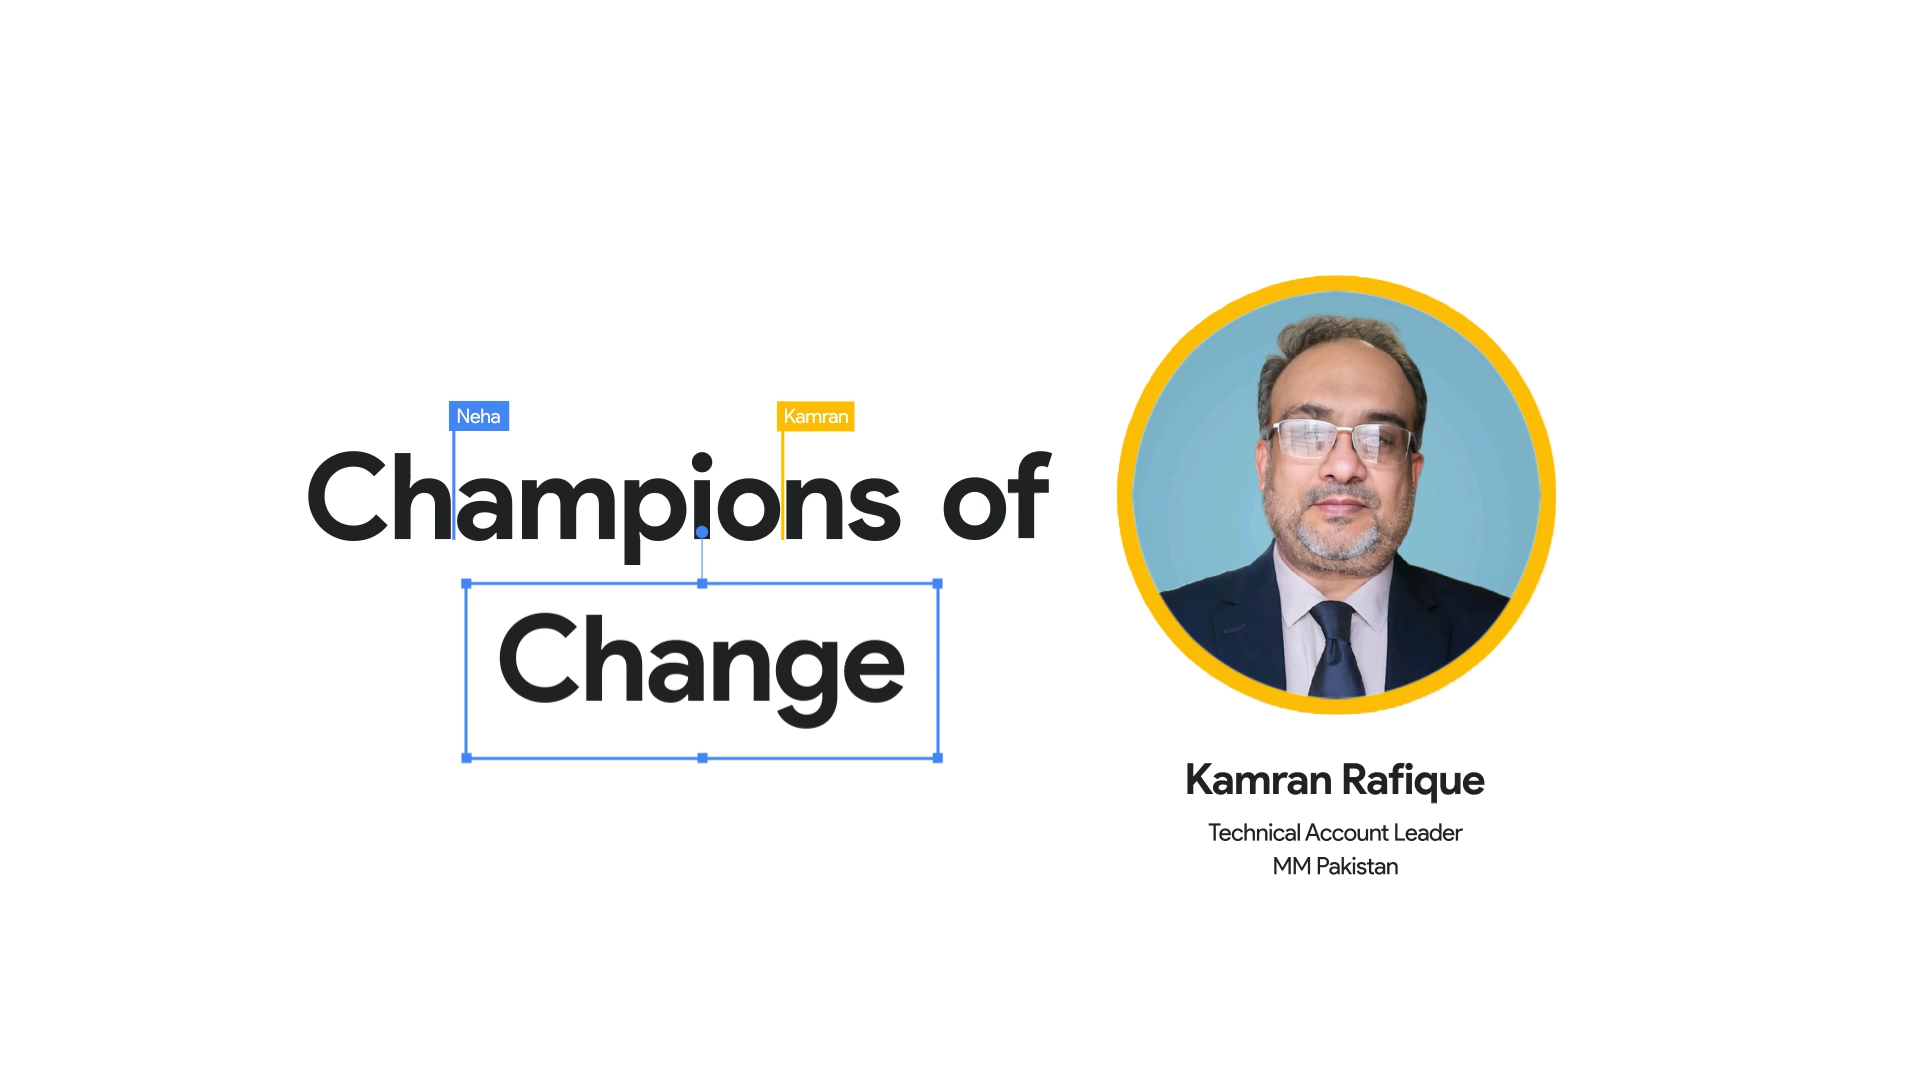 Neha
Kamran
Champions of
Change
Kamran Rafique
Technical Account Leader
MM Pakistan